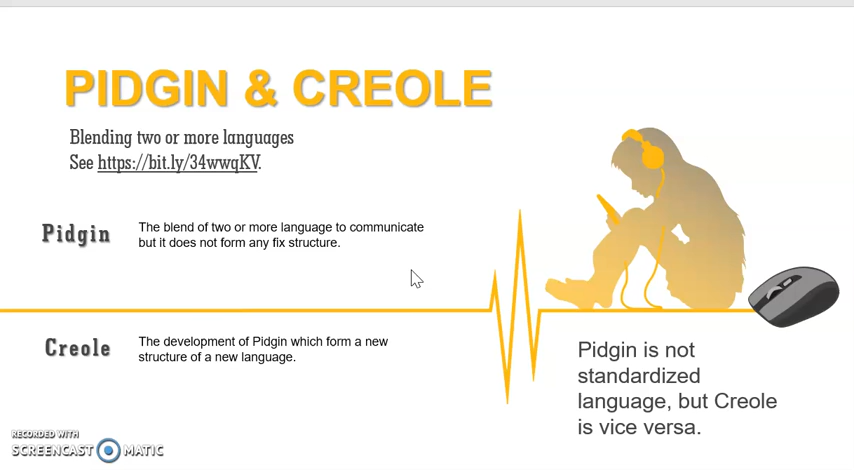 PIDGIN & CREOLE
Blending two or more languages
See https://bit.ly/34wwqKV.
Pidgin
The blend of two or more language to communicate
but it does not form any fix structure.
Creole
The development of Pidgin which form a new
structure of a new language.
Pidgin is not
standardized
language, but Creole
is vice versa.
RECORDED WITH
SCREENCAST MATIC